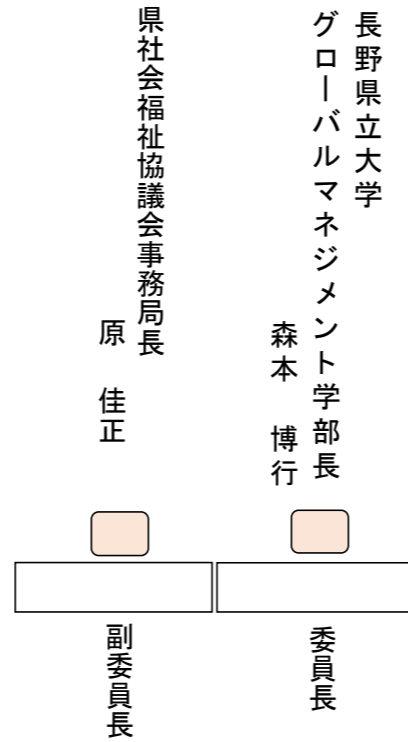 長野県立大学
グローバルマネジメント学部長
森本　博行
委員長
県社会福祉協議会事務局長
原　佳正
副委員長